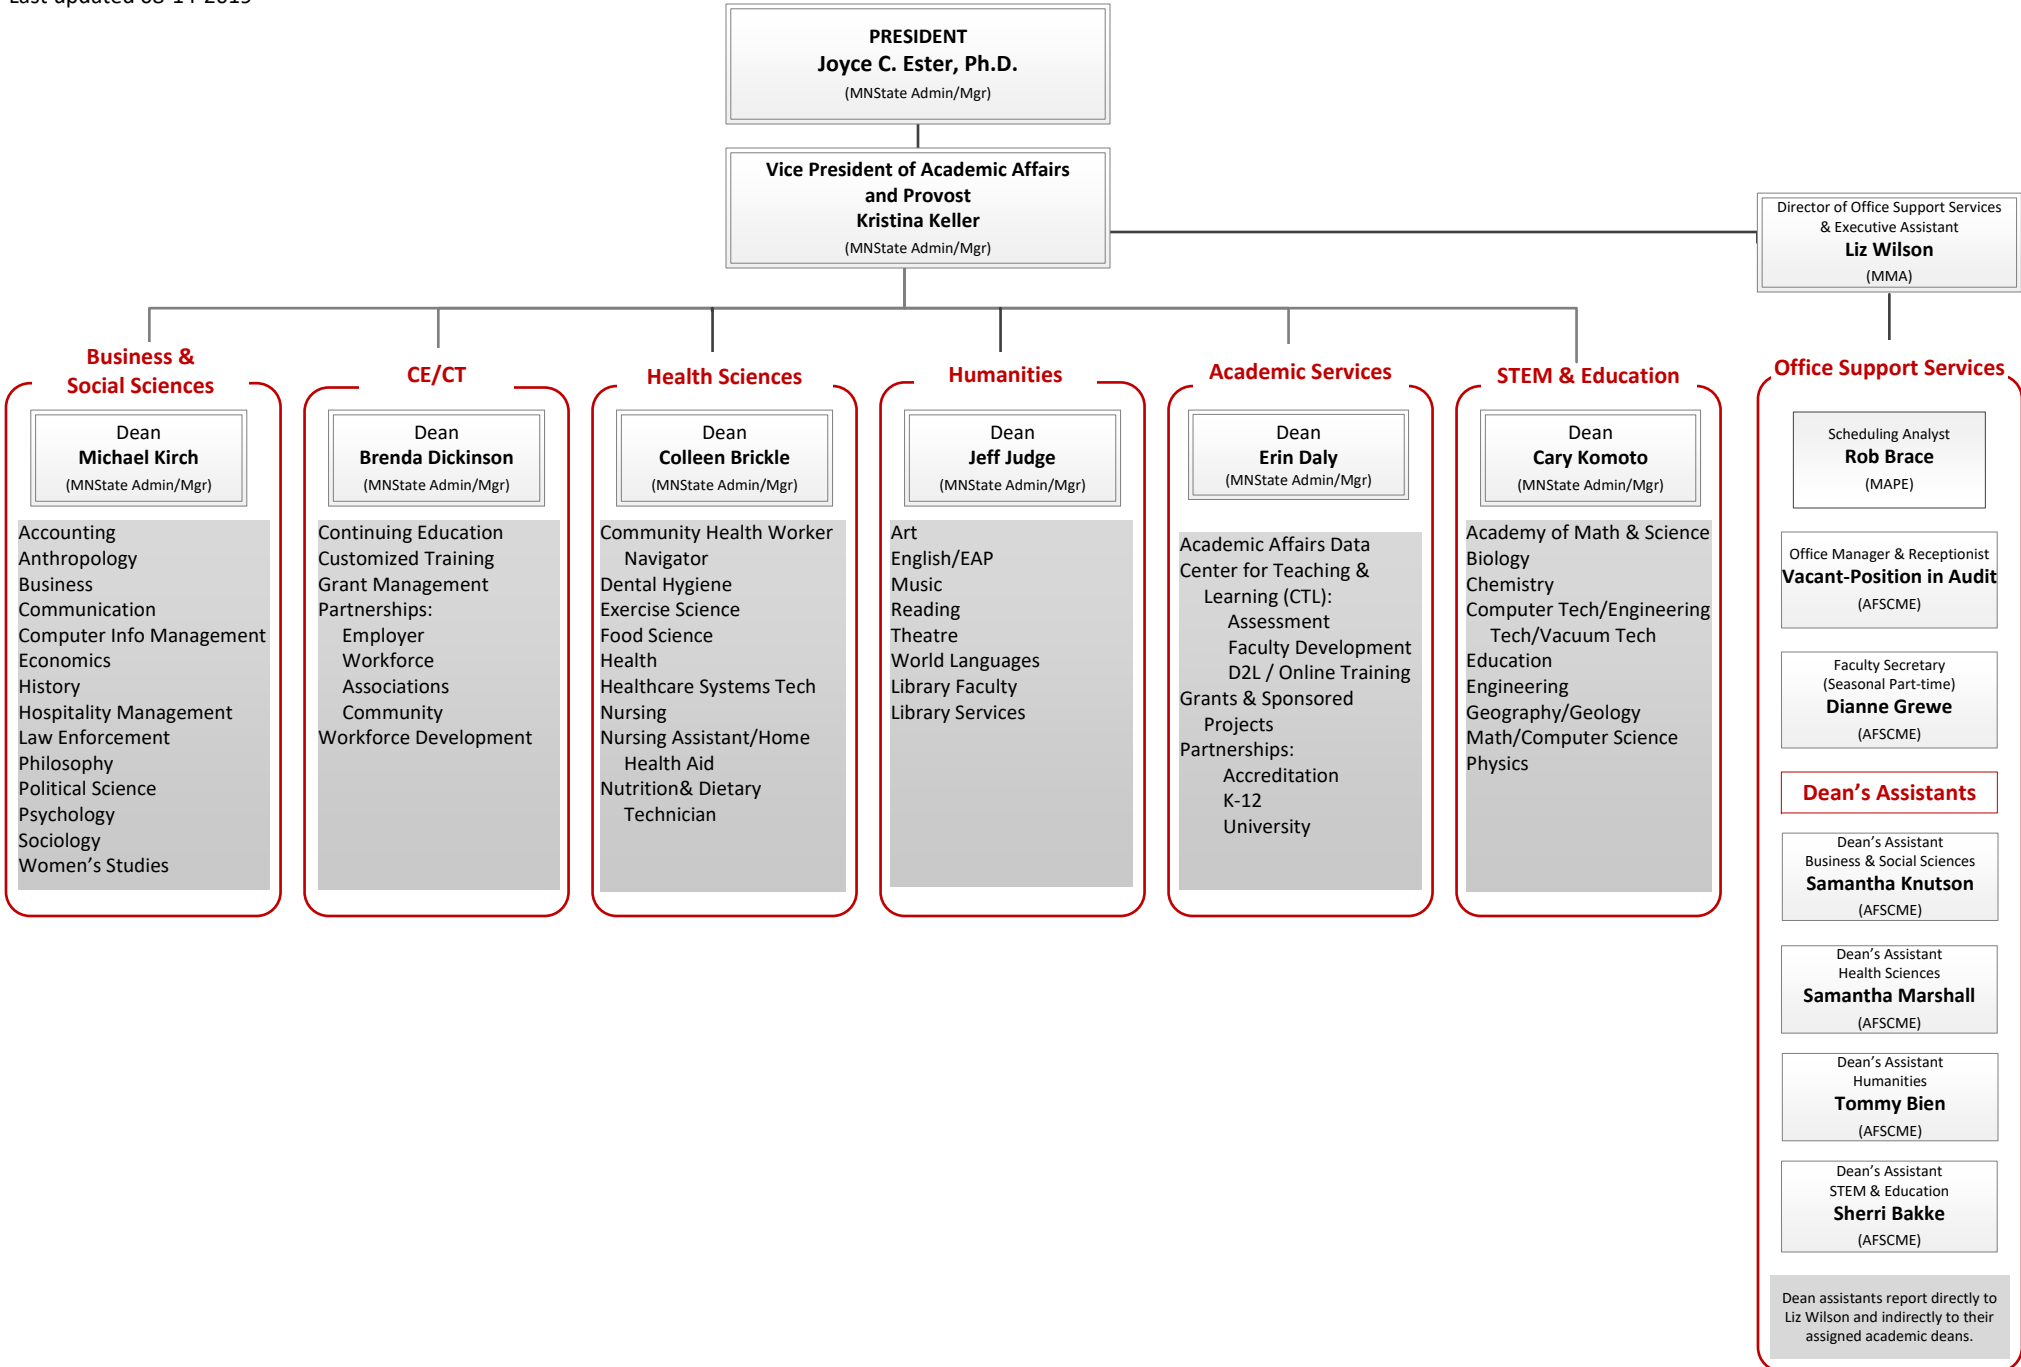 Last updated 08-14-2019
PRESIDENT
Joyce C. Ester, Ph.D.
(MNState Admin/Mgr)
Vice President of Academic Affairs
and Provost
Kristina Keller
(MNState Admin/Mgr)
Director of Office Support Services
& Executive Assistant
Liz Wilson
(MMA)
Business &
Social Sciences
Dean
Michael Kirch
(MNState Admin/Mgr)
Accounting
Anthropology
Business
Communication
Computer Info Management
Economics
History
Hospitality Management
Law Enforcement
Philosophy
Political Science
Psychology
Sociology
Women’s Studies
CE/CT
Dean
Brenda Dickinson
(MNState Admin/Mgr)
Continuing Education
Customized Training
Grant Management
Partnerships:
Employer
Workforce
Associations
Community
Workforce Development
Health Sciences
Dean
Colleen Brickle
(MNState Admin/Mgr)
Community Health Worker
Navigator
Dental Hygiene
Exercise Science
Food Science
Health
Healthcare Systems Tech
Nursing
Nursing Assistant/Home
Health Aid
Nutrition& Dietary
Technician
Humanities
Dean
Jeff Judge
(MNState Admin/Mgr)
Art
English/EAP
Music
Reading
Theatre
World Languages
Library Faculty
Library Services
Academic Services
Dean
Erin Daly
(MNState Admin/Mgr)
Academic Affairs Data
Center for Teaching &
Learning (CTL):
Assessment
Faculty Development
D2L / Online Training
Grants & Sponsored
Projects
Partnerships:
Accreditation
K-12
University
STEM & Education
Dean
Cary Komoto
(MNState Admin/Mgr)
Academy of Math & Science
Biology
Chemistry
Computer Tech/Engineering
Tech/Vacuum Tech
Education
Engineering
Geography/Geology
Math/Computer Science
Physics
Office Support Services
Scheduling Analyst
Rob Brace
(MAPE)
Office Manager & Receptionist
Vacant-Position in Audit
(AFSCME)
Faculty Secretary
(Seasonal Part-time)
Dianne Grewe
(AFSCME)
Dean’s Assistants
Dean’s Assistant
Business & Social Sciences
Samantha Knutson
(AFSCME)
Dean’s Assistant
Health Sciences
Samantha Marshall
(AFSCME)
Dean’s Assistant
Humanities
Tommy Bien
(AFSCME)
Dean’s Assistant
STEM & Education
Sherri Bakke
(AFSCME)
Dean assistants report directly to
Liz Wilson and indirectly to their
assigned academic deans.